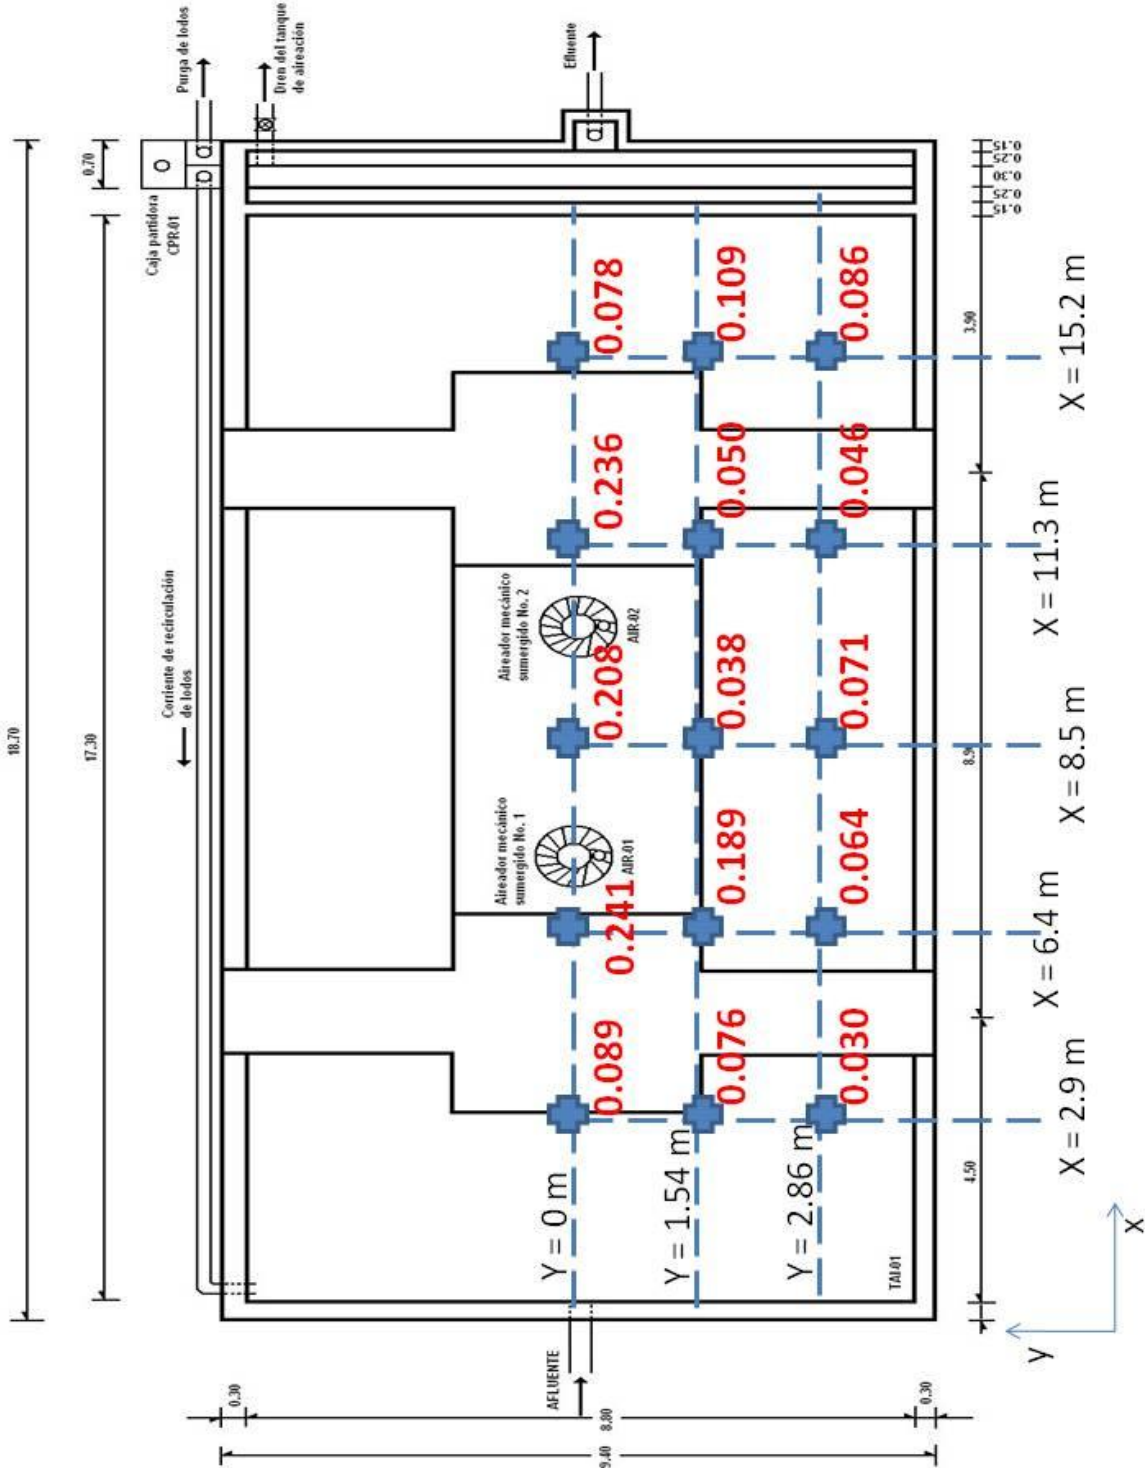 18.70
17.30
0.70
Caja partidora
CPR-01
Purga de lodos
Dren del tanque
de aireación
Efluente
Corriente de recirculación
de lodos
0.15
0.25
0.30
0.25
0.15
Aireador mecánico
sumergido No. 1
AIR-01
Aireador mecánico
sumergido No. 2
AIR-02
AFLUENTE
0.30
8.80
9.40
0.30
Y = 0 m
0.089
0.241
0.208
0.236
0.078
Y = 1.54 m
0.076
0.189
0.038
0.050
0.109
Y = 2.86 m
0.030
0.064
0.071
0.046
0.086
TAI-01
4.50
3.90
X = 2.9 m
X = 6.4 m
X = 8.5 m
X = 11.3 m
X = 15.2 m
y
x